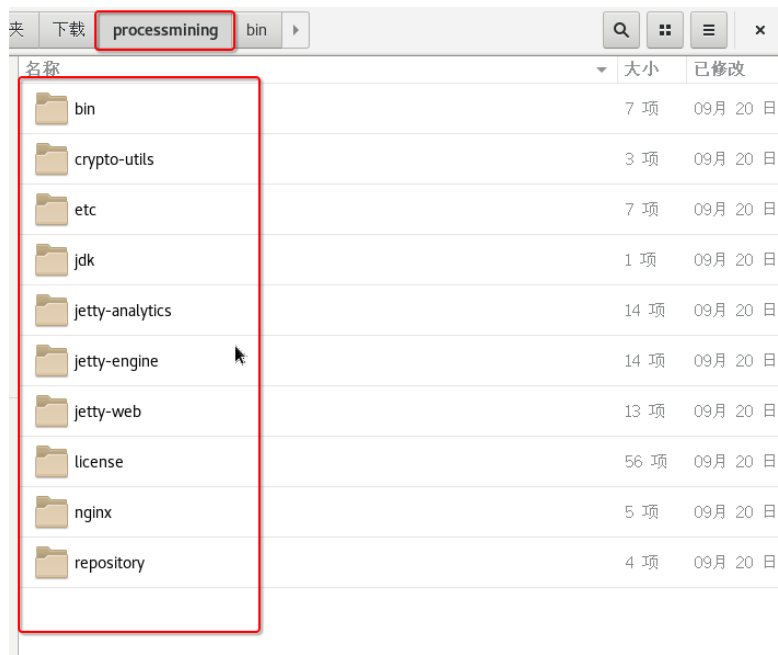 夹 下载 processmining bin
名称 大小 已修改
bin 7 项 09月 20 日
crypto-utils 3 项 09月 20 日
etc 7 项 09月 20 日
jdk 1 项 09月 20 日
jetty-analytics 14 项 09月 20 日
jetty-engine 14 项 09月 20 日
jetty-web 13 项 09月 20 日
license 56 项 09月 20 日
nginx 5 项 09月 20 日
repository 4 项 09月 20 日